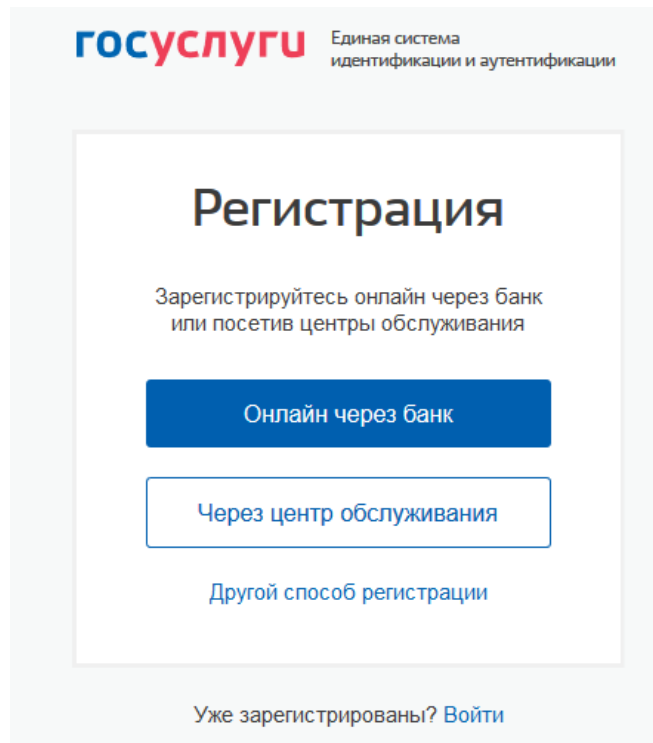 госуслуги
Единая система
идентификации и аутентификации
Регистрация
Зарегистрируйтесь онлайн через банк
или посетив центры обслуживания
Онлайн через банк
Через центр обслуживания
Другой способ регистрации
Уже зарегистрированы? Войти